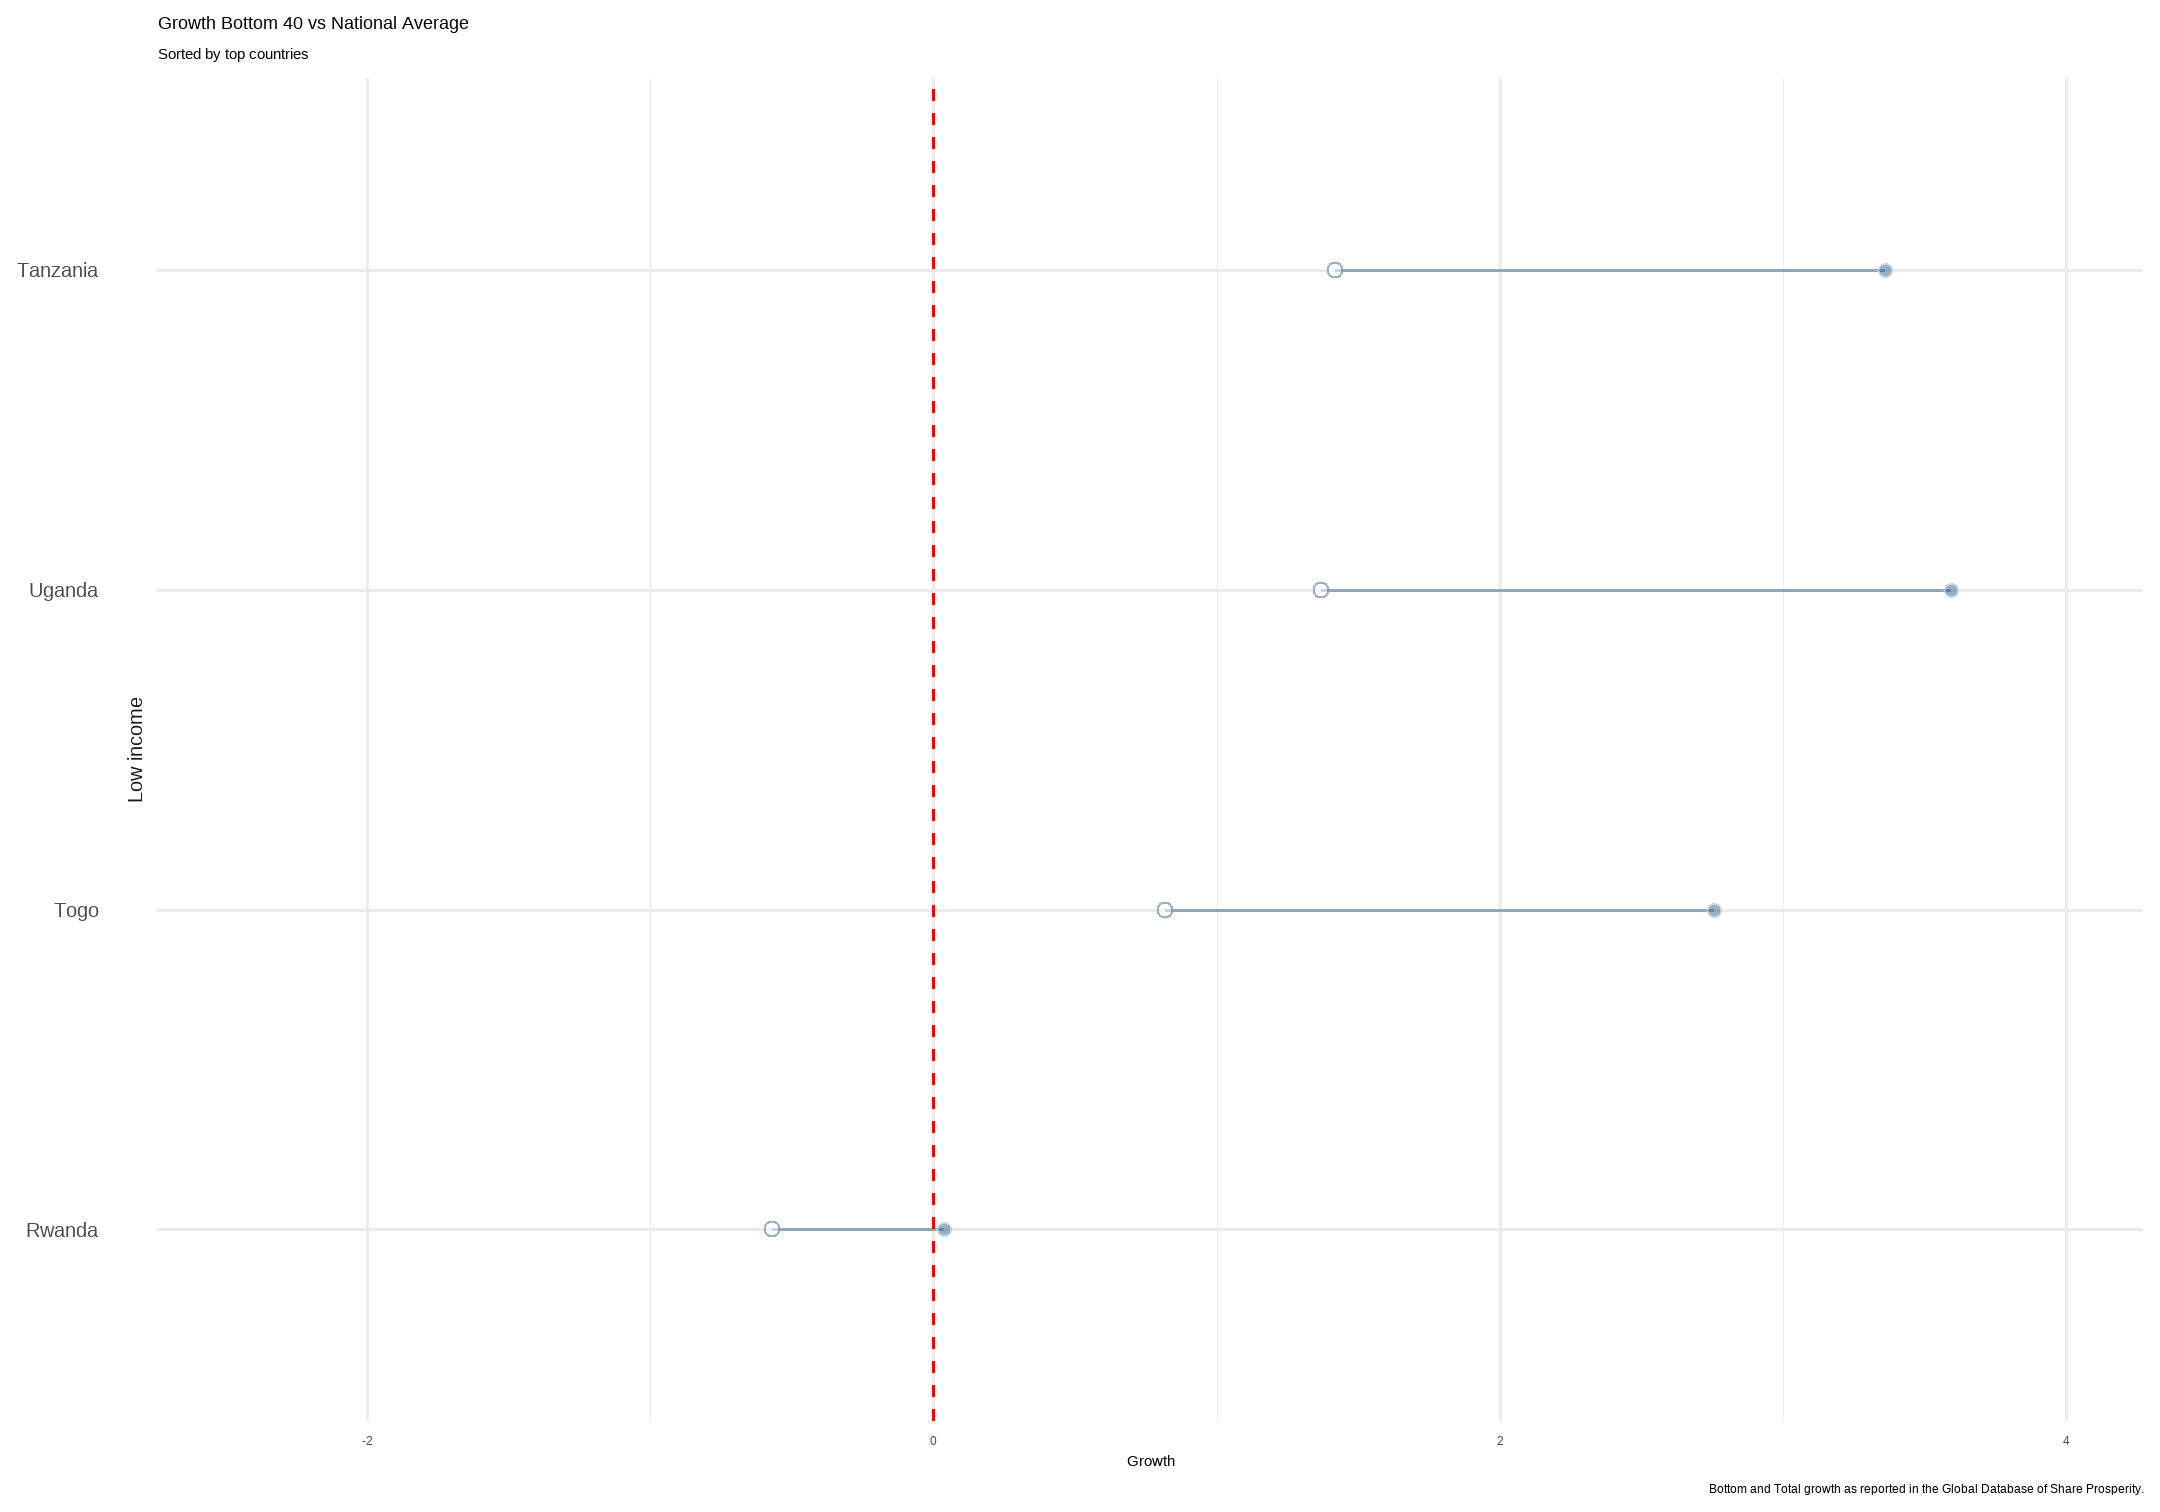 Growth Bottom 40 vs National Average
Sorted by top countries
Tanzania
Uganda
Togo
Rwanda
Low income
-2
0
2
4
Growth
Bottom and Total growth as reported in the Global Database of Share Prosperity.